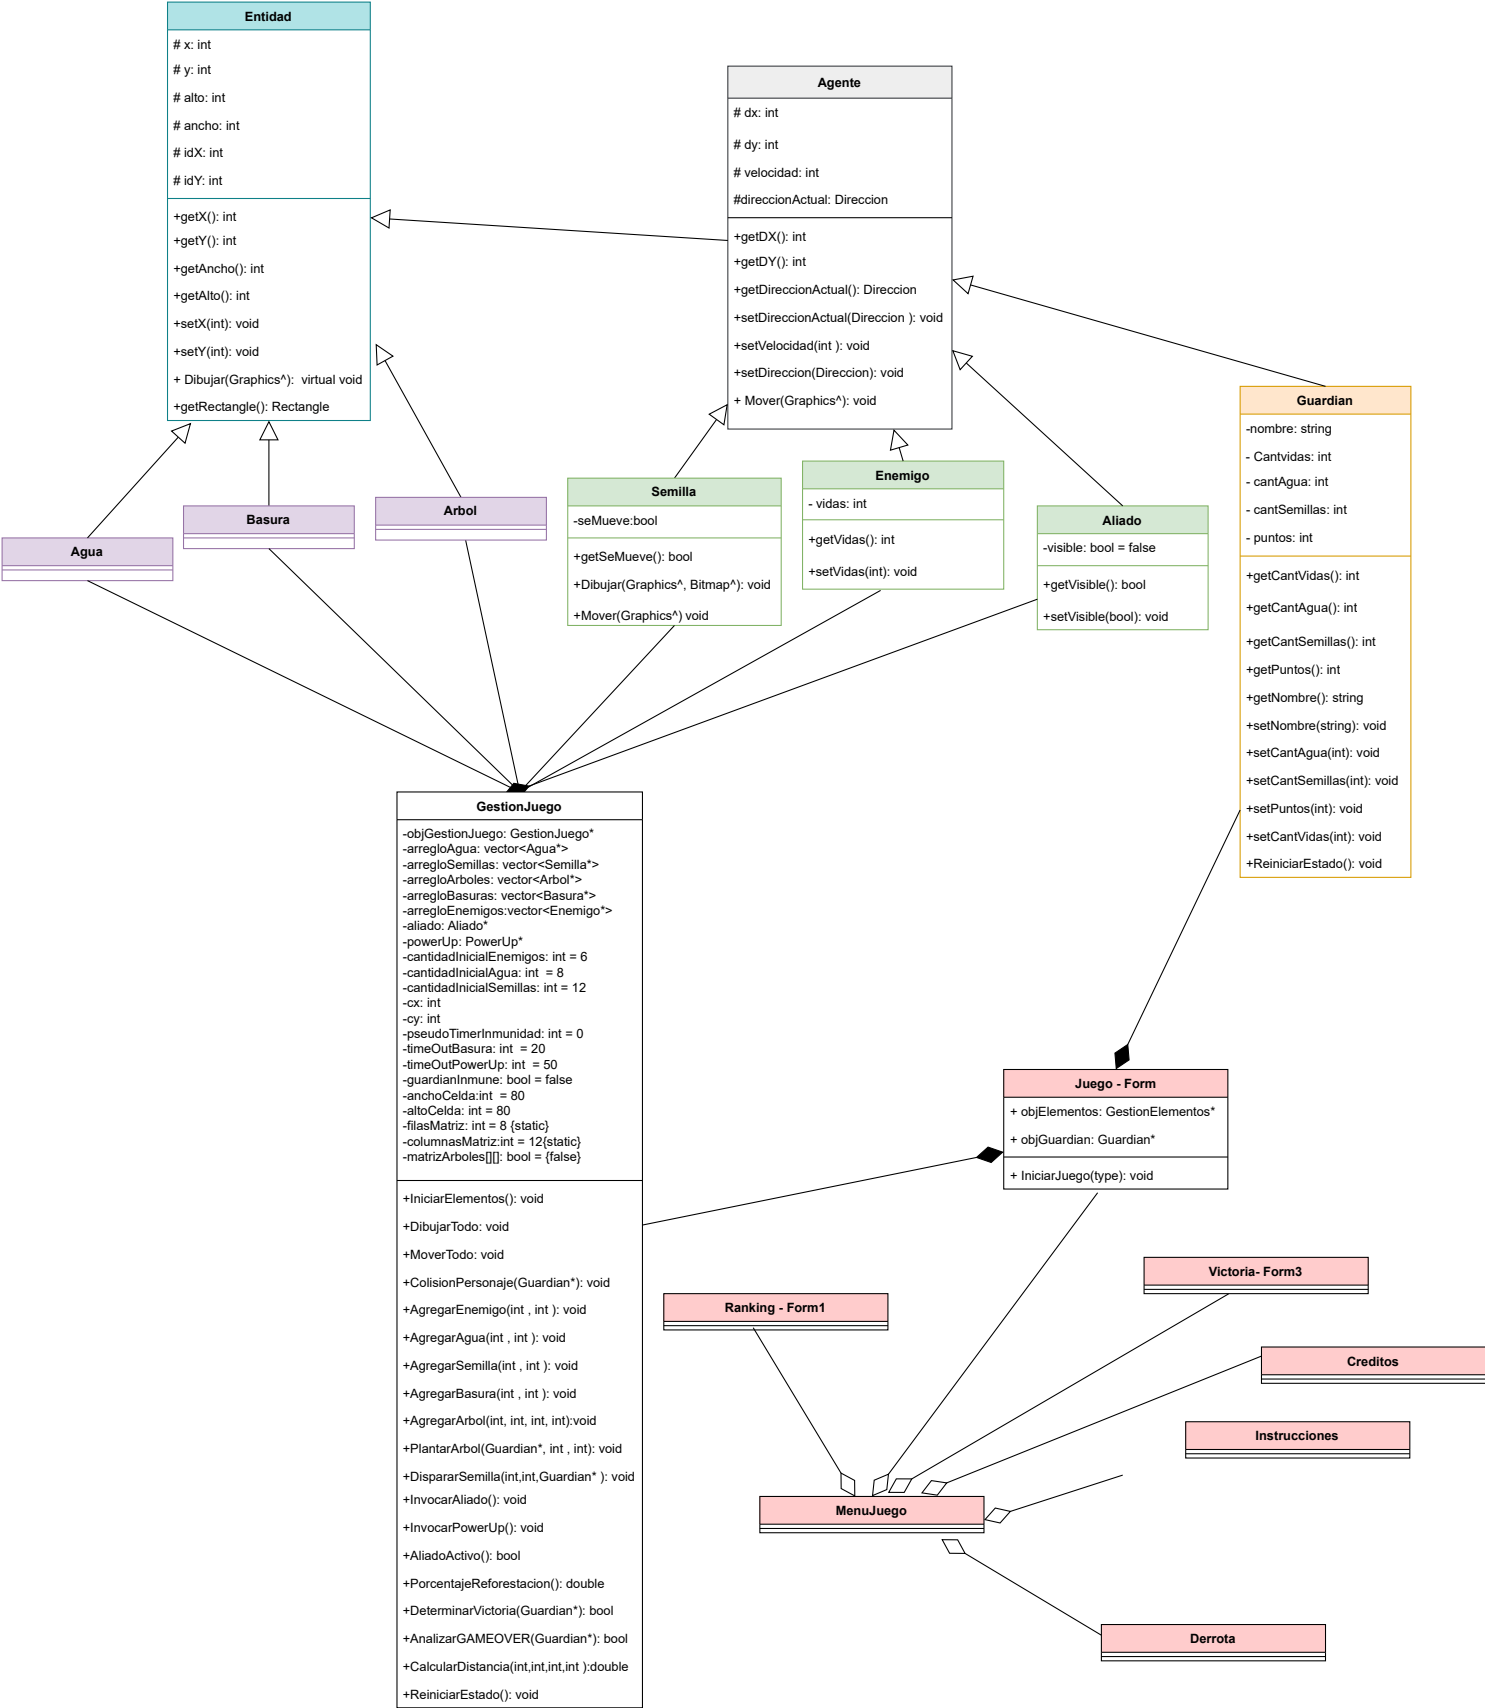 Entidad
# x: int
# y: int
# alto: int
# ancho: int
# idX: int
# idY: int
+getX(): int
+getY(): int
+getAncho(): int
+getAlto(): int
+setX(int): void
+setY(int): void
+ Dibujar(Graphics^):  virtual void
+getRectangle(): Rectangle
Agente
# dx: int
# dy: int
# velocidad: int
#direccionActual: Direccion
+getDX(): int
+getDY(): int
+getDireccionActual(): Direccion
+setDireccionActual(Direccion ): void
+setVelocidad(int ): void
+setDireccion(Direccion): void
+ Mover(Graphics^): void
Guardian
-nombre: string
- Cantvidas: int
- cantAgua: int
- cantSemillas: int
- puntos: int
+getCantVidas(): int
+getCantAgua(): int
+getCantSemillas(): int
+getPuntos(): int
+getNombre(): string
+setNombre(string): void
+setCantAgua(int): void
+setCantSemillas(int): void
+setPuntos(int): void
+setCantVidas(int): void
+ReiniciarEstado(): void
Agua
Basura
Arbol
Semilla
-seMueve:bool
+getSeMueve(): bool
+Dibujar(Graphics^, Bitmap^): void
+Mover(Graphics^) void
Enemigo
- vidas: int
+getVidas(): int
+setVidas(int): void
Aliado
-visible: bool = false
+getVisible(): bool
+setVisible(bool): void
GestionJuego
-objGestionJuego: GestionJuego*
-arregloAgua: vector<Agua*>
-arregloSemillas: vector<Semilla*>
-arregloArboles: vector<Arbol*>
-arregloBasuras: vector<Basura*>
-arregloEnemigos:vector<Enemigo*>
-aliado: Aliado*
-powerUp: PowerUp*
-cantidadInicialEnemigos: int = 6
-cantidadInicialAgua: int  = 8
-cantidadInicialSemillas: int = 12
-cx: int
-cy: int
-pseudoTimerInmunidad: int = 0
-timeOutBasura: int  = 20
-timeOutPowerUp: int  = 50
-guardianInmune: bool = false
-anchoCelda:int  = 80
-altoCelda: int = 80
-filasMatriz: int = 8 {static}
-columnasMatriz:int = 12{static}
-matrizArboles[][]: bool = {false}
+IniciarElementos(): void
+DibujarTodo: void
+MoverTodo: void
+ColisionPersonaje(Guardian*): void
+AgregarEnemigo(int , int ): void
+AgregarAgua(int , int ): void
+AgregarSemilla(int , int ): void
+AgregarBasura(int , int ): void
+AgregarArbol(int, int, int, int):void
+PlantarArbol(Guardian*, int , int): void
+DispararSemilla(int,int,Guardian* ): void
+InvocarAliado(): void
+InvocarPowerUp(): void
+AliadoActivo(): bool
+PorcentajeReforestacion(): double
+DeterminarVictoria(Guardian*): bool
+AnalizarGAMEOVER(Guardian*): bool
+CalcularDistancia(int,int,int,int ):double
+ReiniciarEstado(): void
Juego - Form
+ objElementos: GestionElementos*
+ objGuardian: Guardian*
+ IniciarJuego(type): void
Ranking - Form1
Victoria- Form3
Creditos
Instrucciones
MenuJuego
Derrota